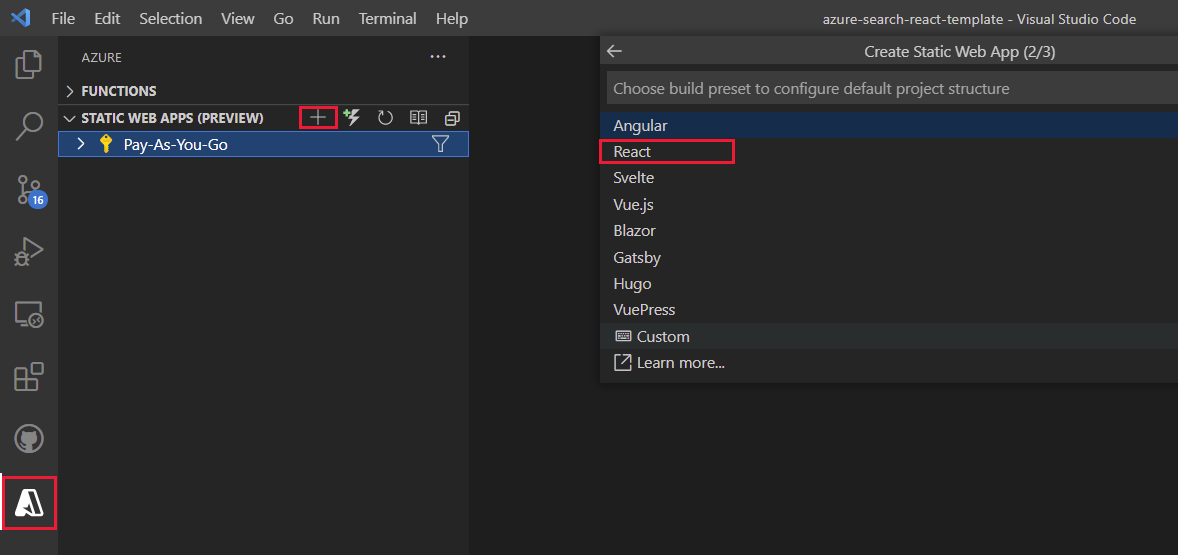 File Edit Selection View Go Run Terminal Help
azure-search-react-template - Visual Studio Code
AZURE
FUNCTIONS
STATIC WEB APPS (PREVIEW)
Pay-As-You-Go
16
Create Static Web App (2/3)
Choose build preset to configure default project structure
Angular
React
Svelte
Vue.js
Blazor
Gatsby
Hugo
VuePress
Custom
Learn more...